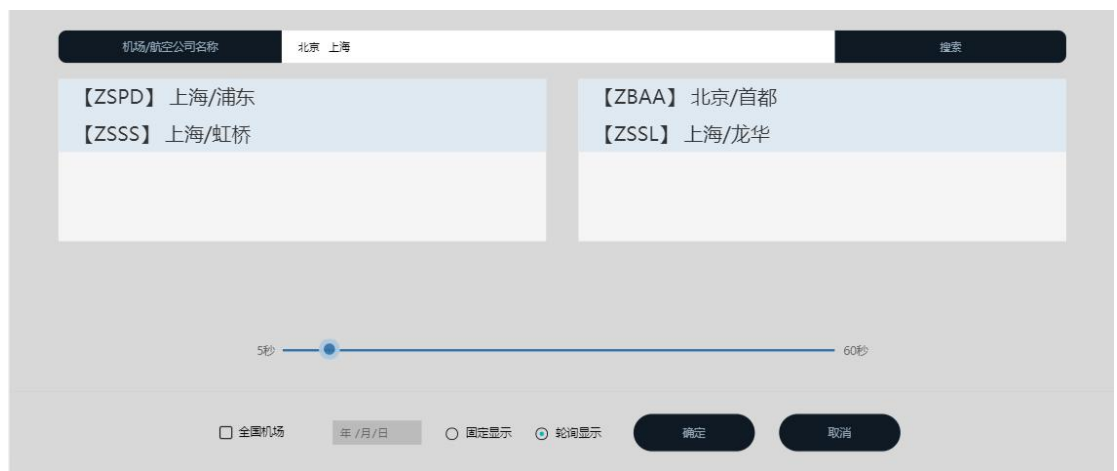 机场/航空公司名称 北京 上海 搜索
【ZSPD】 上海/浦东 【ZBAA】 北京/首都
【ZSSS】 上海/虹桥 【ZSSL】 上海/龙华
5秒 60秒
全国机场 年 /月/日 固定显示 轮询显示 确定 取消